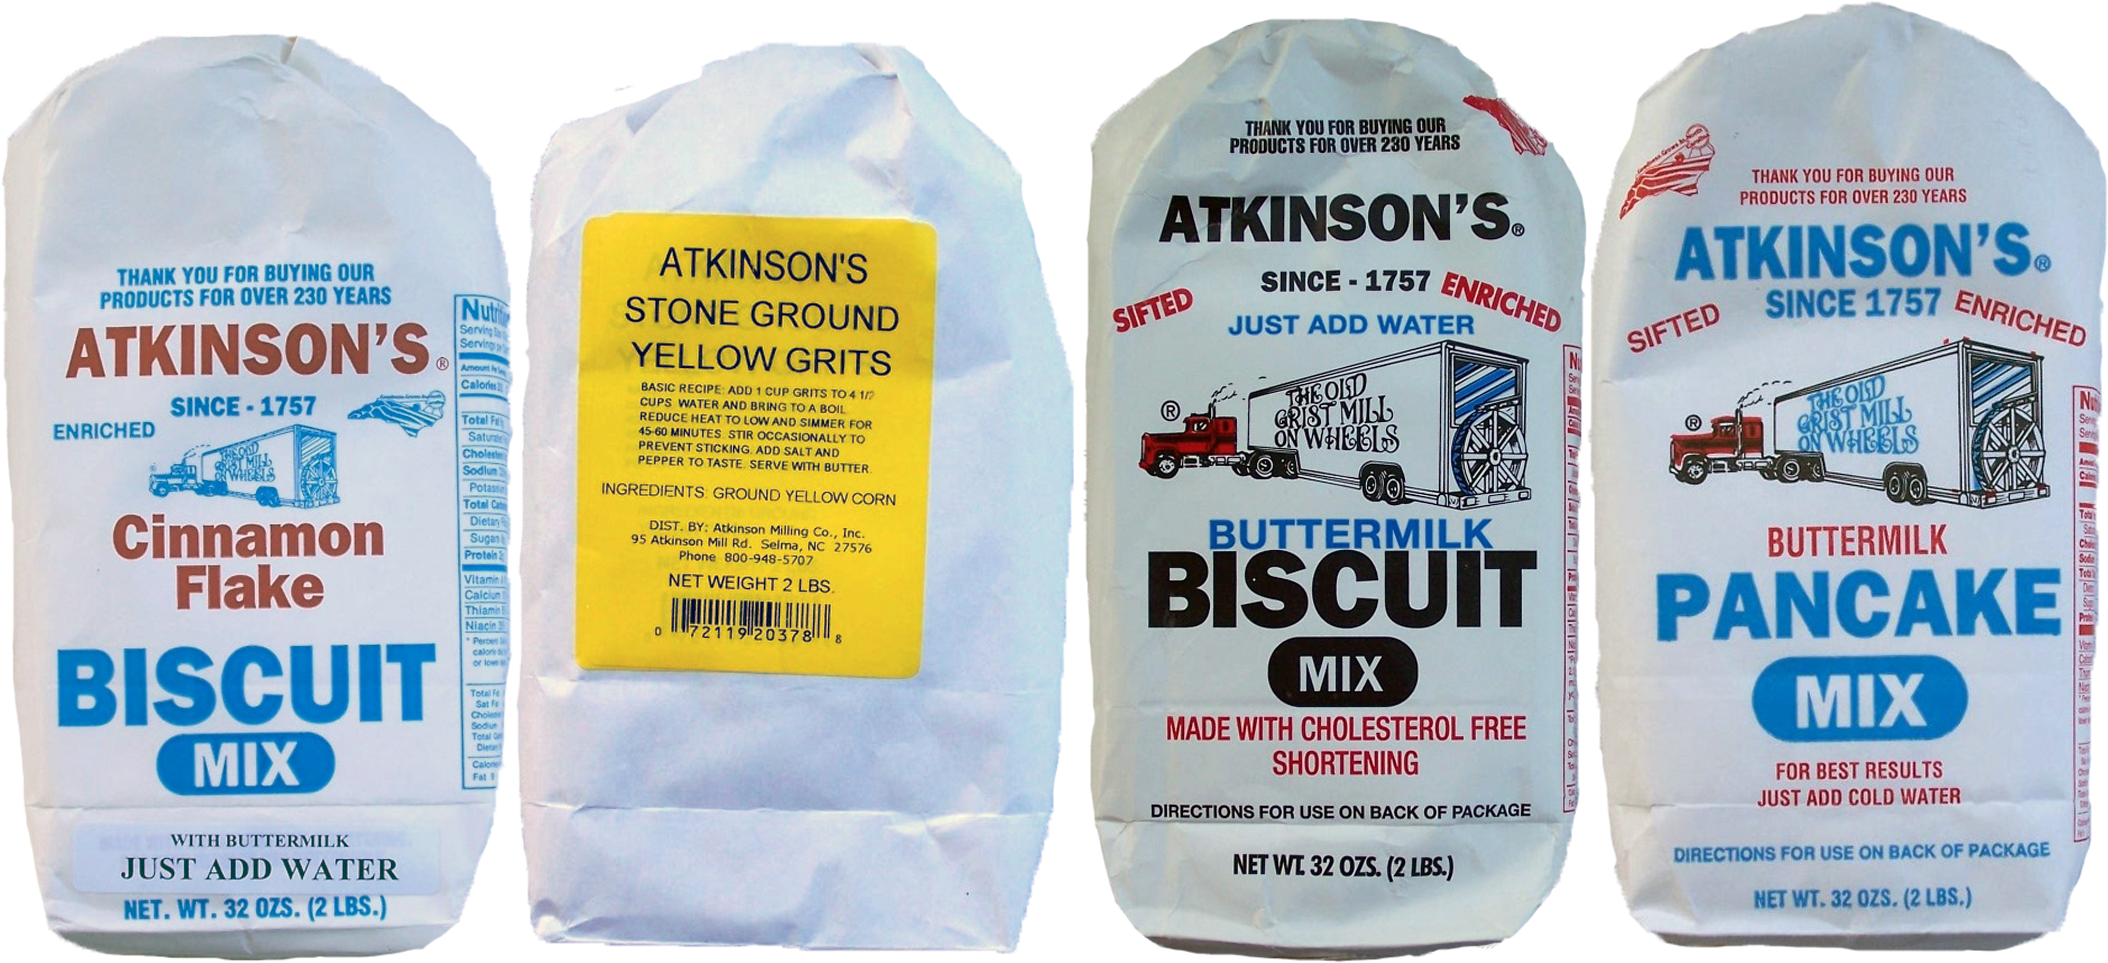 THANK YOU FOR BUYING OUR
PRODUCTS FOR OVER 230 YEARS
ATKINSON'S®
SINCE - 1757
ENRICHED
THE OLD
GRIST MILL
ON WHEELS
Cinnamon
Flake
BISCUIT
MIX
WITH BUTTERMILK
JUST ADD WATER
NET. WT. 32 OZS. (2 LBS.)
Total
Protein
Vitamin
Calcium
Thiamin
Niacin
ATKINSON'S
STONE GROUND
YELLOW GRITS
BASIC RECIPE: ADD 1 CUP GRITS TO 4 1/2
CUPS WATER AND BRING TO A BOIL
REDUCE HEAT TO LOW AND SIMMER FOR
45-60 MINUTES. STIR OCCASIONALLY TO
PREVENT STICKING. ADD SALT AND
PEPPER TO TASTE. SERVE WITH BUTTER.
INGREDIENTS: GROUND YELLOW CORN
DIST. BY: Atkinson Milling Co., Inc.
95 Atkinson Mill Rd. Selma, NC 27576
Phone 800-948-5707
NET WEIGHT 2 LBS.
0 72119 20378 8
THANK YOU FOR BUYING OUR
PRODUCTS FOR OVER 230 YEARS
ATKINSON'S®
SINCE - 1757
SIFTED
ENRICHED
JUST ADD WATER
®
THE OLD
GRIST MILL
ON WHEELS
BUTTERMILK
BISCUIT
MIX
MADE WITH CHOLESTEROL FREE
SHORTENING
DIRECTIONS FOR USE ON BACK OF PACKAGE
NET WT. 32 OZS. (2 LBS.)
THANK YOU FOR BUYING OUR
PRODUCTS FOR OVER 230 YEARS
ATKINSON'S®
SINCE 1757
SIFTED
ENRICHED
®
THE OLD
GRIST MILL
ON WHEELS
BUTTERMILK
PANCAKE
MIX
FOR BEST RESULTS
JUST ADD COLD WATER
DIRECTIONS FOR USE ON BACK OF PACKAGE
NET WT. 32 OZS. (2 LBS.)